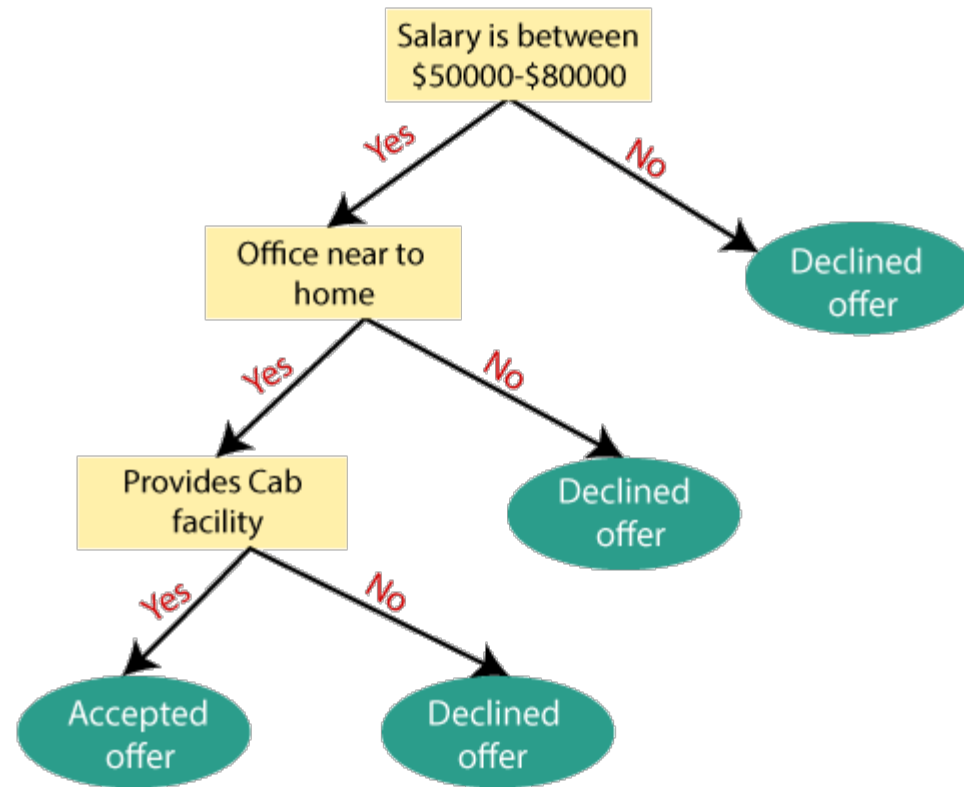 Salary is between
$50000-$80000
Yes
No
Office near to
home
Declined
offer
Yes
No
Provides Cab
facility
Declined
offer
Yes
No
Accepted
offer
Declined
offer